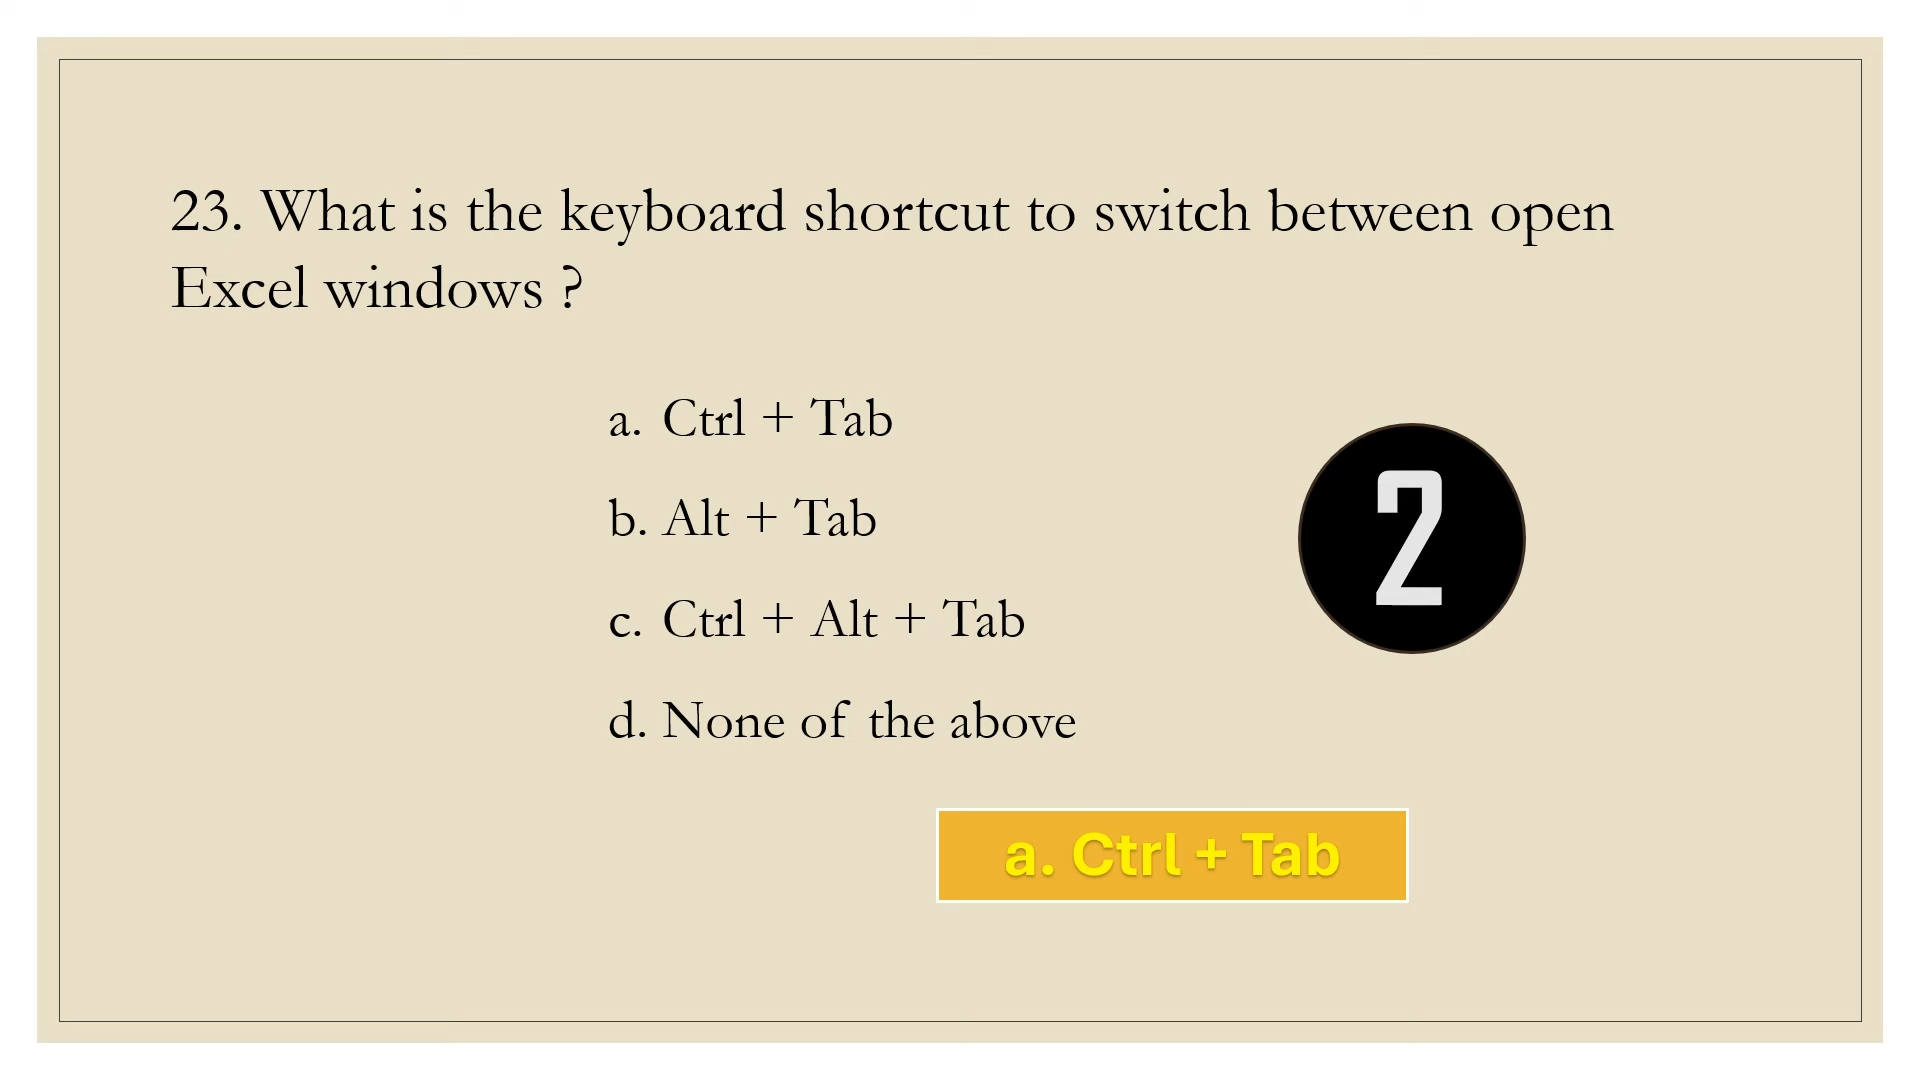 23. What is the keyboard shortcut to switch between open
Excel windows ?
a. Ctrl + Tab
b. Alt + Tab
2
c. Ctrl + Alt + Tab
d. None of the above
a. Ctrl + Tab